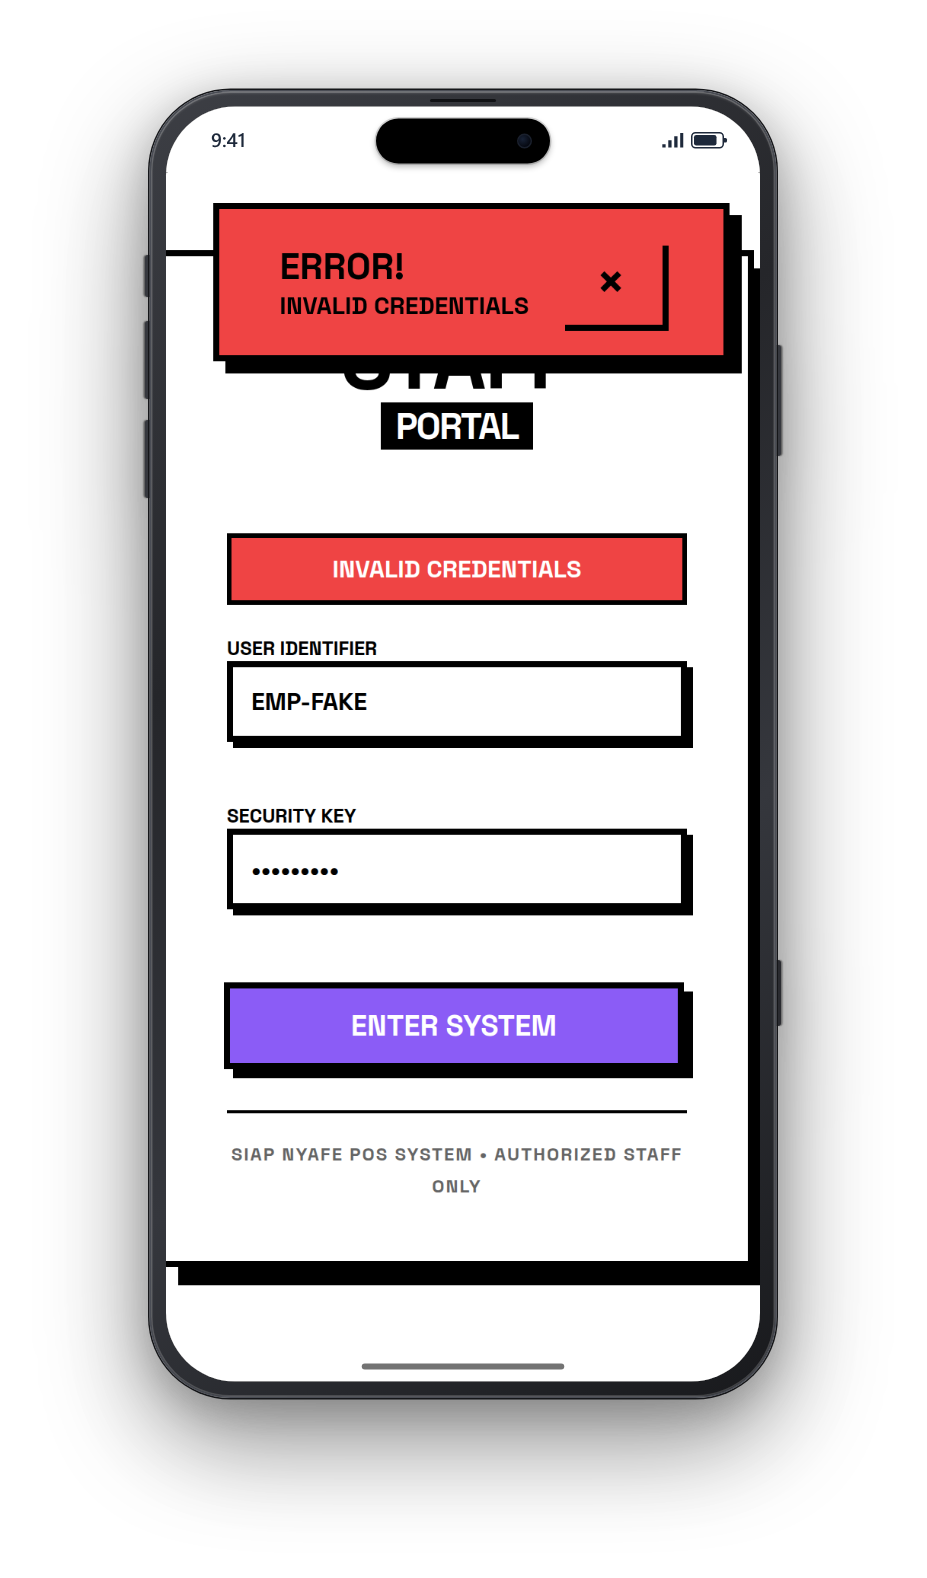 9:41
ERROR!
INVALID CREDENTIALS
×
PORTAL
INVALID CREDENTIALS
USER IDENTIFIER
EMP-FAKE
SECURITY KEY
•••••••••
ENTER SYSTEM
SIAP NYAFE POS SYSTEM • AUTHORIZED STAFF
ONLY